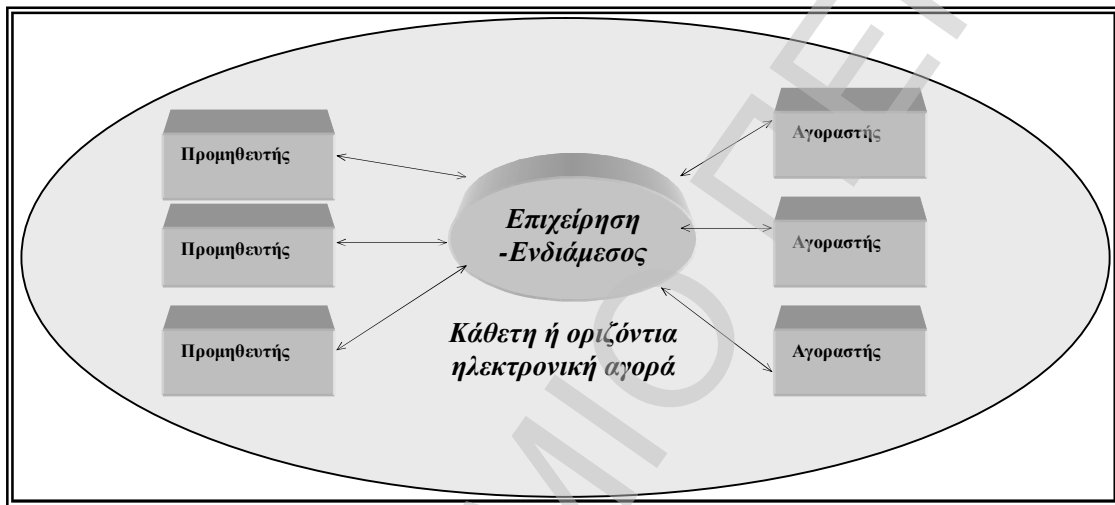 Προμηθευτής
Αγοραστής
Προμηθευτής
Επιχείρηση
-Ενδιάμεσος
Αγοραστής
Προμηθευτής
Κάθετη ή οριζόντια
ηλεκτρονική αγορά
Αγοραστής